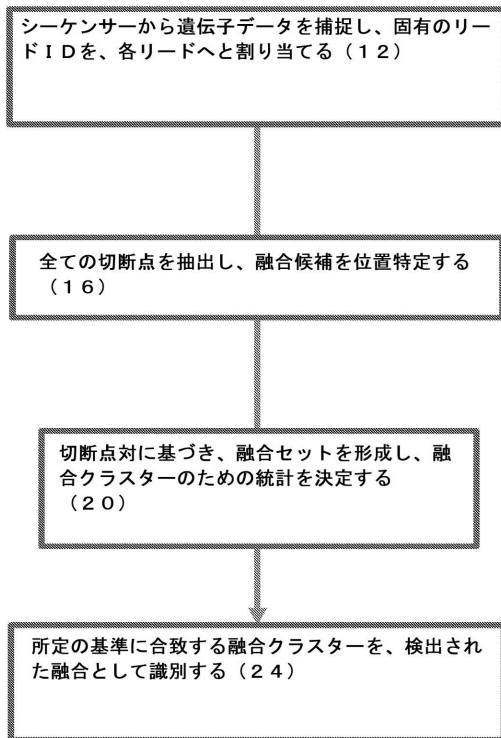 シーケンサーから遺伝子データを捕捉し、固有のリー
ドＩＤを、各リードへと割り当てる（１２）
全ての切断点を抽出し、融合候補を位置特定する
（１６）
切断点対に基づき、融合セットを形成し、融
合クラスターのための統計を決定する
（２０）
所定の基準に合致する融合クラスターを、検出され
た融合として識別する（２４）